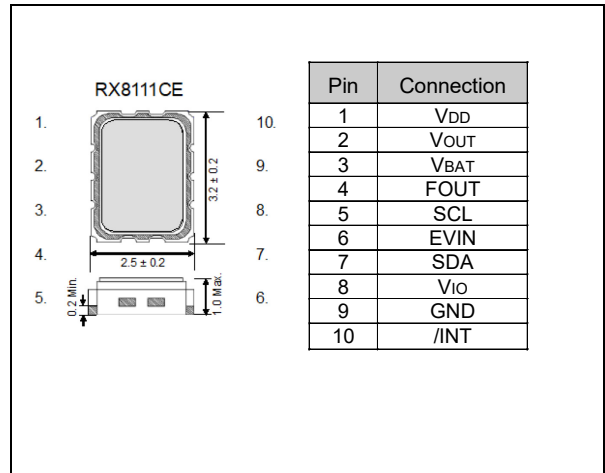 RX8111CE
1.
2.
3.
4.
5.
10.
9.
8.
7.
6.
3.2 ± 0.2
2.5 ± 0.2
0.2 Min.
1.0 Max.
Pin Connection
1 VDD
2 VOUT
3 VBAT
4 FOUT
5 SCL
6 EVIN
7 SDA
8 VIO
9 GND
10 /INT